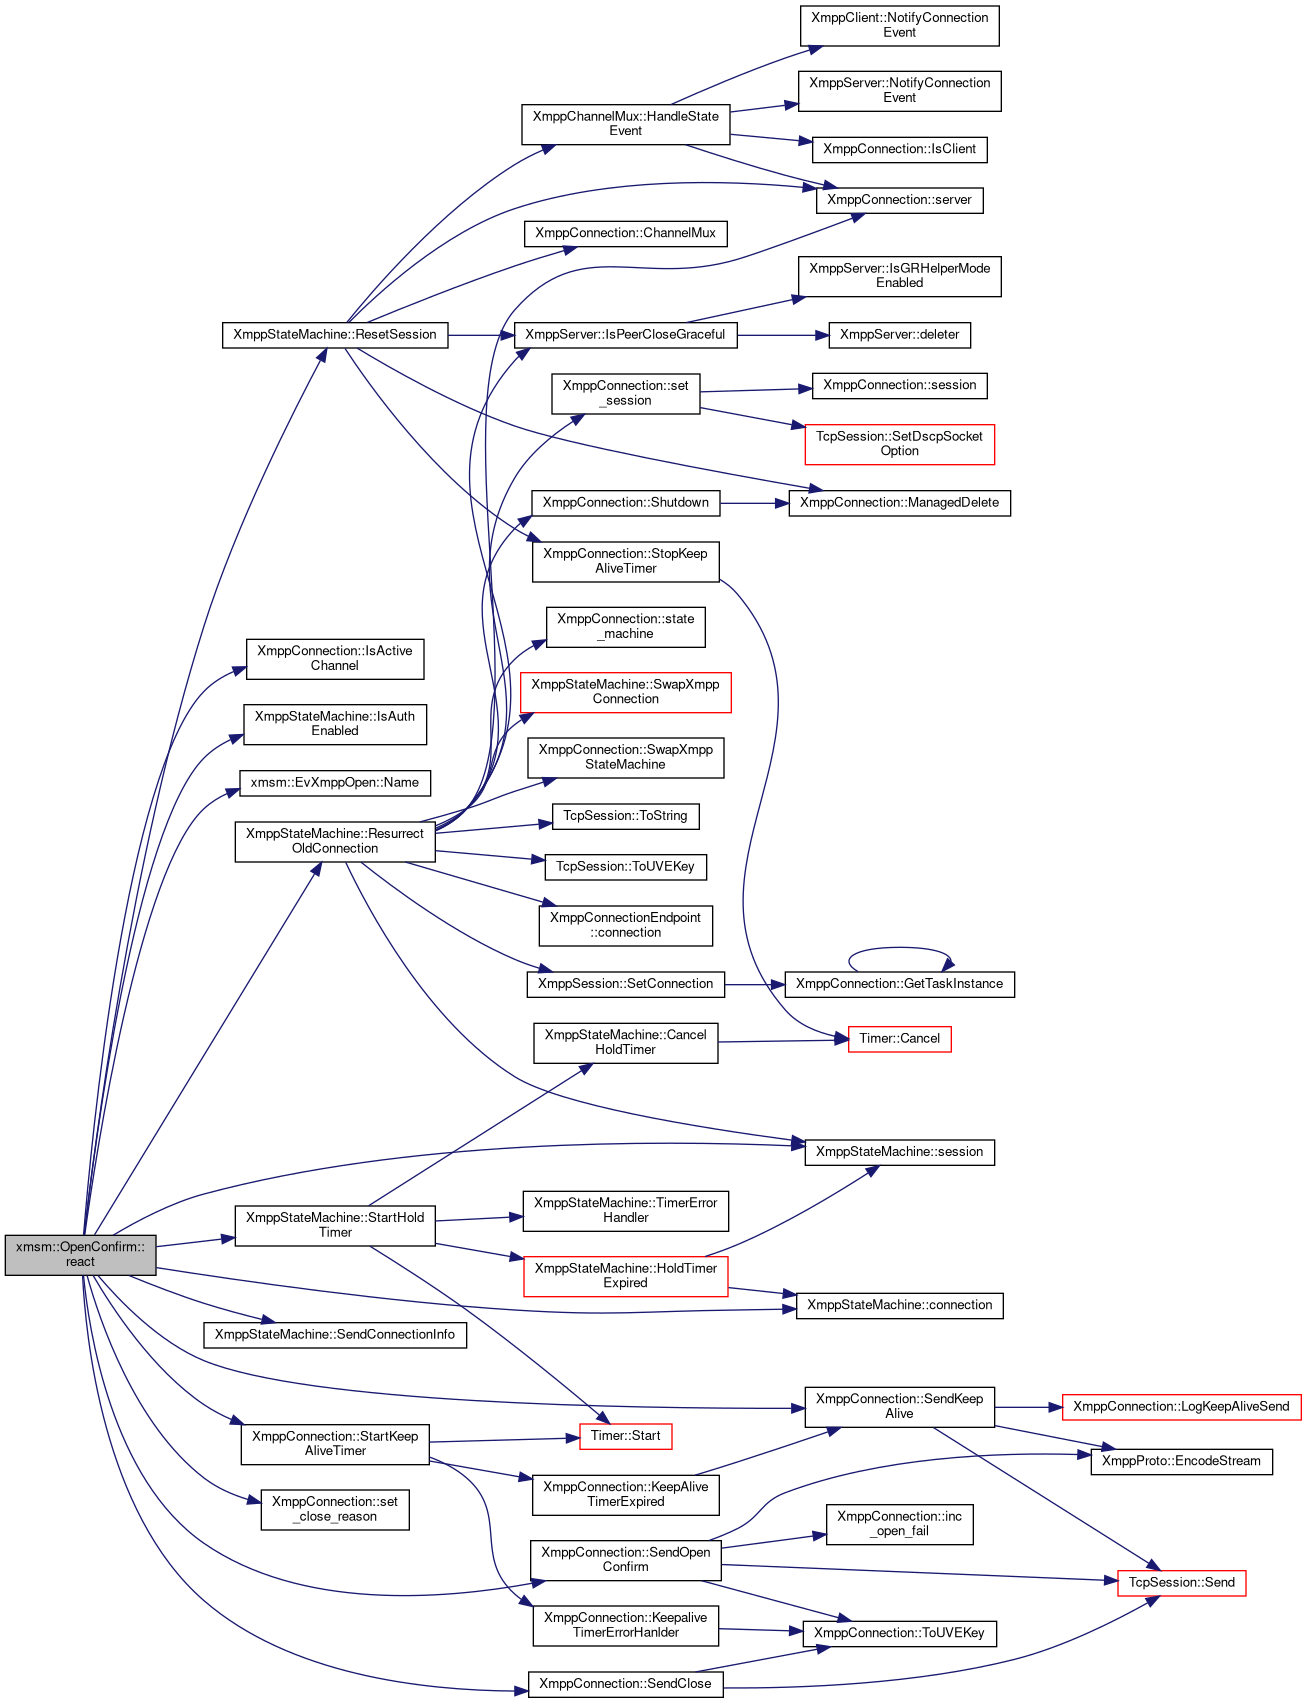 XmppClient::NotifyConnection
Event
XmppServer::NotifyConnection
Event
XmppChannelMux::HandleState
Event
XmppConnection::IsClient
XmppConnection::server
XmppConnection::ChannelMux
XmppServer::IsGRHelperMode
Enabled
XmppStateMachine::ResetSession
XmppServer::IsPeerCloseGraceful
XmppServer::deleter
XmppConnection::set
_session
XmppConnection::session
TcpSession::SetDscpSocket
Option
XmppConnection::Shutdown
XmppConnection::ManagedDelete
XmppConnection::StopKeep
AliveTimer
XmppConnection::state
_machine
XmppConnection::IsActive
Channel
XmppStateMachine::SwapXmpp
Connection
XmppStateMachine::IsAuth
Enabled
XmppConnection::SwapXmpp
StateMachine
xmsm::EvXmppOpen::Name
TcpSession::ToString
XmppStateMachine::Resurrect
OldConnection
TcpSession::ToUVEKey
XmppConnectionEndpoint
::connection
XmppSession::SetConnection
XmppConnection::GetTaskInstance
XmppStateMachine::Cancel
HoldTimer
Timer::Cancel
XmppStateMachine::session
XmppStateMachine::TimerError
Handler
XmppStateMachine::StartHold
Timer
xmsm::OpenConfirm::
react
XmppStateMachine::HoldTimer
Expired
XmppStateMachine::connection
XmppStateMachine::SendConnectionInfo
XmppConnection::SendKeep
Alive
XmppConnection::LogKeepAliveSend
XmppConnection::StartKeep
AliveTimer
Timer::Start
XmppProto::EncodeStream
XmppConnection::KeepAlive
TimerExpired
XmppConnection::set
_close_reason
XmppConnection::inc
_open_fail
XmppConnection::SendOpen
Confirm
TcpSession::Send
XmppConnection::Keepalive
TimerErrorHanlder
XmppConnection::ToUVEKey
XmppConnection::SendClose